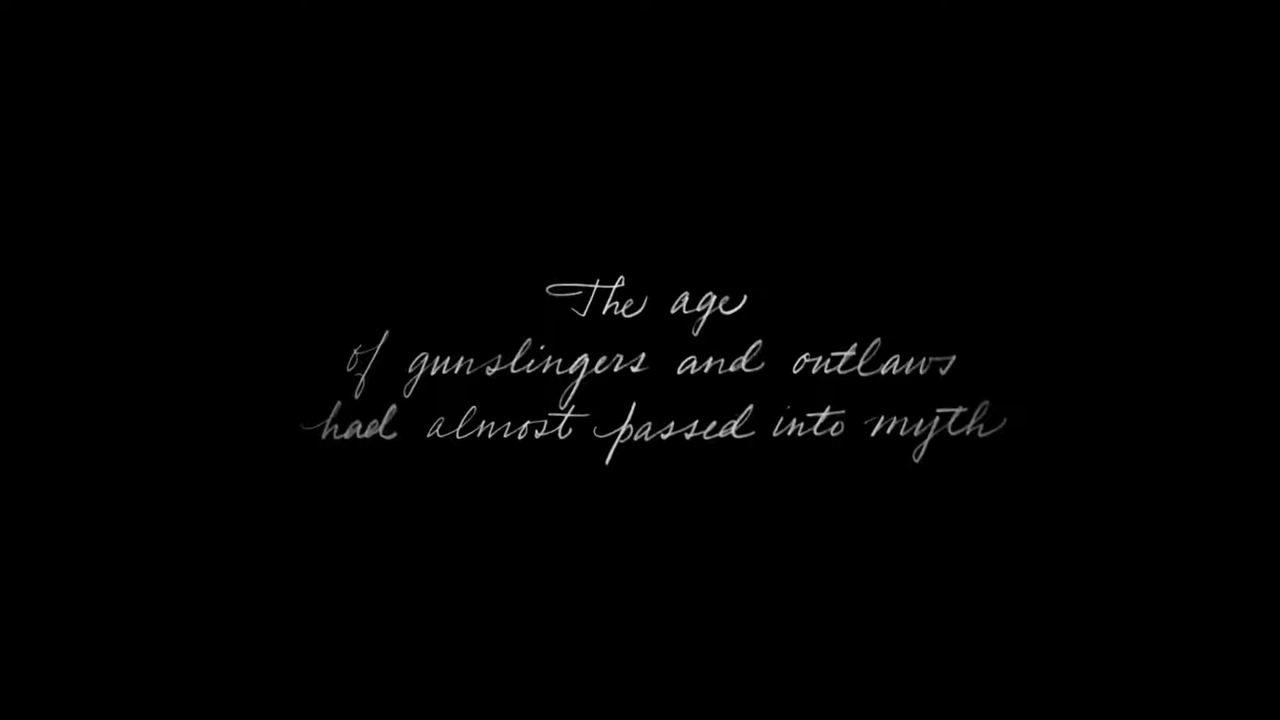 The age
of gunslingers and outlaws
had almost passed into myth